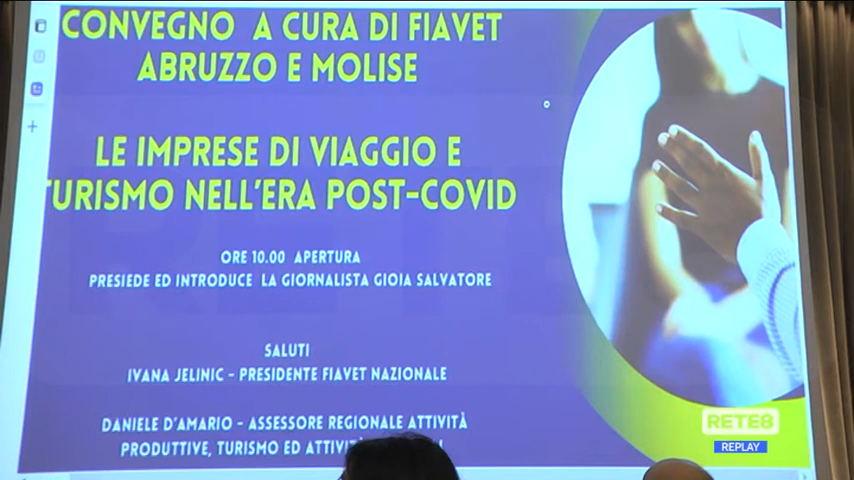 CONVEGNO A CURA DI FIAVET
ABRUZZO E MOLISE
LE IMPRESE DI VIAGGIO E
TURISMO NELL'ERA POST-COVID
ORE 10.00 APERTURA
PRESIEDE ED INTRODUCE LA GIORNALISTA GIOIA SALVATORE
SALUTI
IVANA JELINIC - PRESIDENTE FIAVET NAZIONALE
DANIELE D'AMARIO - ASSESSORE REGIONALE ATTIVITÀ
PRODUTTIVE, TURISMO ED
RETE8
REPLAY